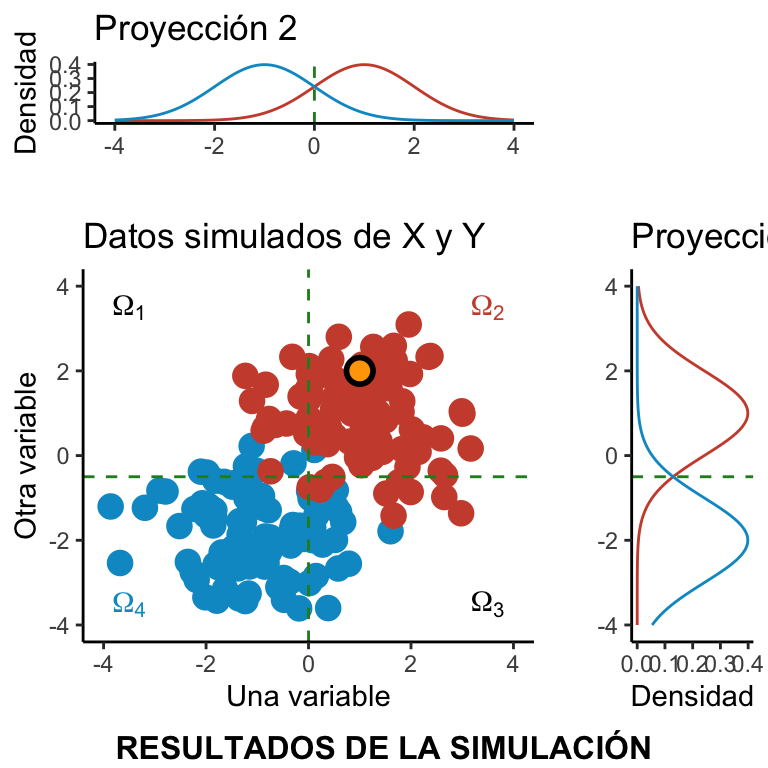 Proyección 2
Densidad
0.4
0.3
0.2
0.1
0.0
-4 -2 0 2 4
Datos simulados de X y Y
Otra variable
4
2
0
-2
-4
Ω1
Ω2
Ω4
Ω3
-4 -2 0 2 4
Una variable
Proyecci
4
2
0
-2
-4
0.0 0.1 0.2 0.3 0.4
Densidad
RESULTADOS DE LA SIMULACIÓN